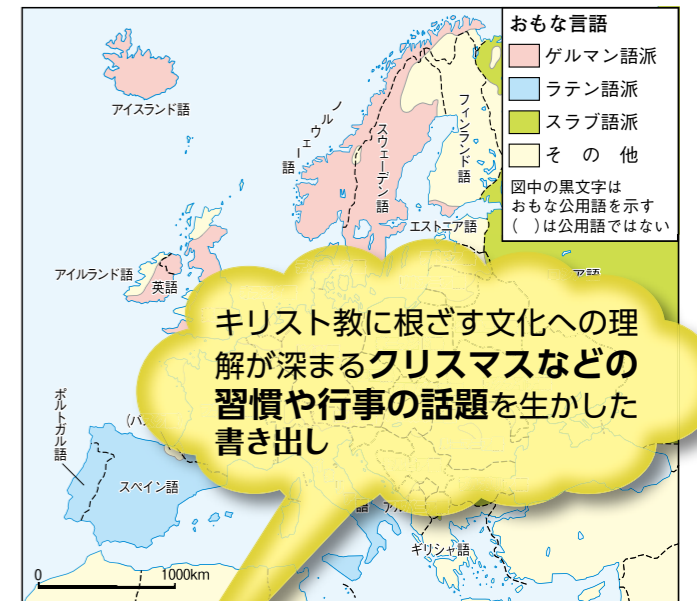 おもな言語
ゲルマン語派
ラテン語派
スラブ語派
その他
図中の黒文字は
おもな公用語を示す
( )は公用語ではない
アイスランド語
ノルウェー語
スウェーデン語
フィンランド語
エストニア語
アイルランド語
英語
ア語
キリスト教に根ざす文化への理
解が深まるクリスマスなどの
習慣や行事の話題を生かした
書き出し
ポルトガル語
(バ
スペイン語
語
ギリシャ語
0 1000km